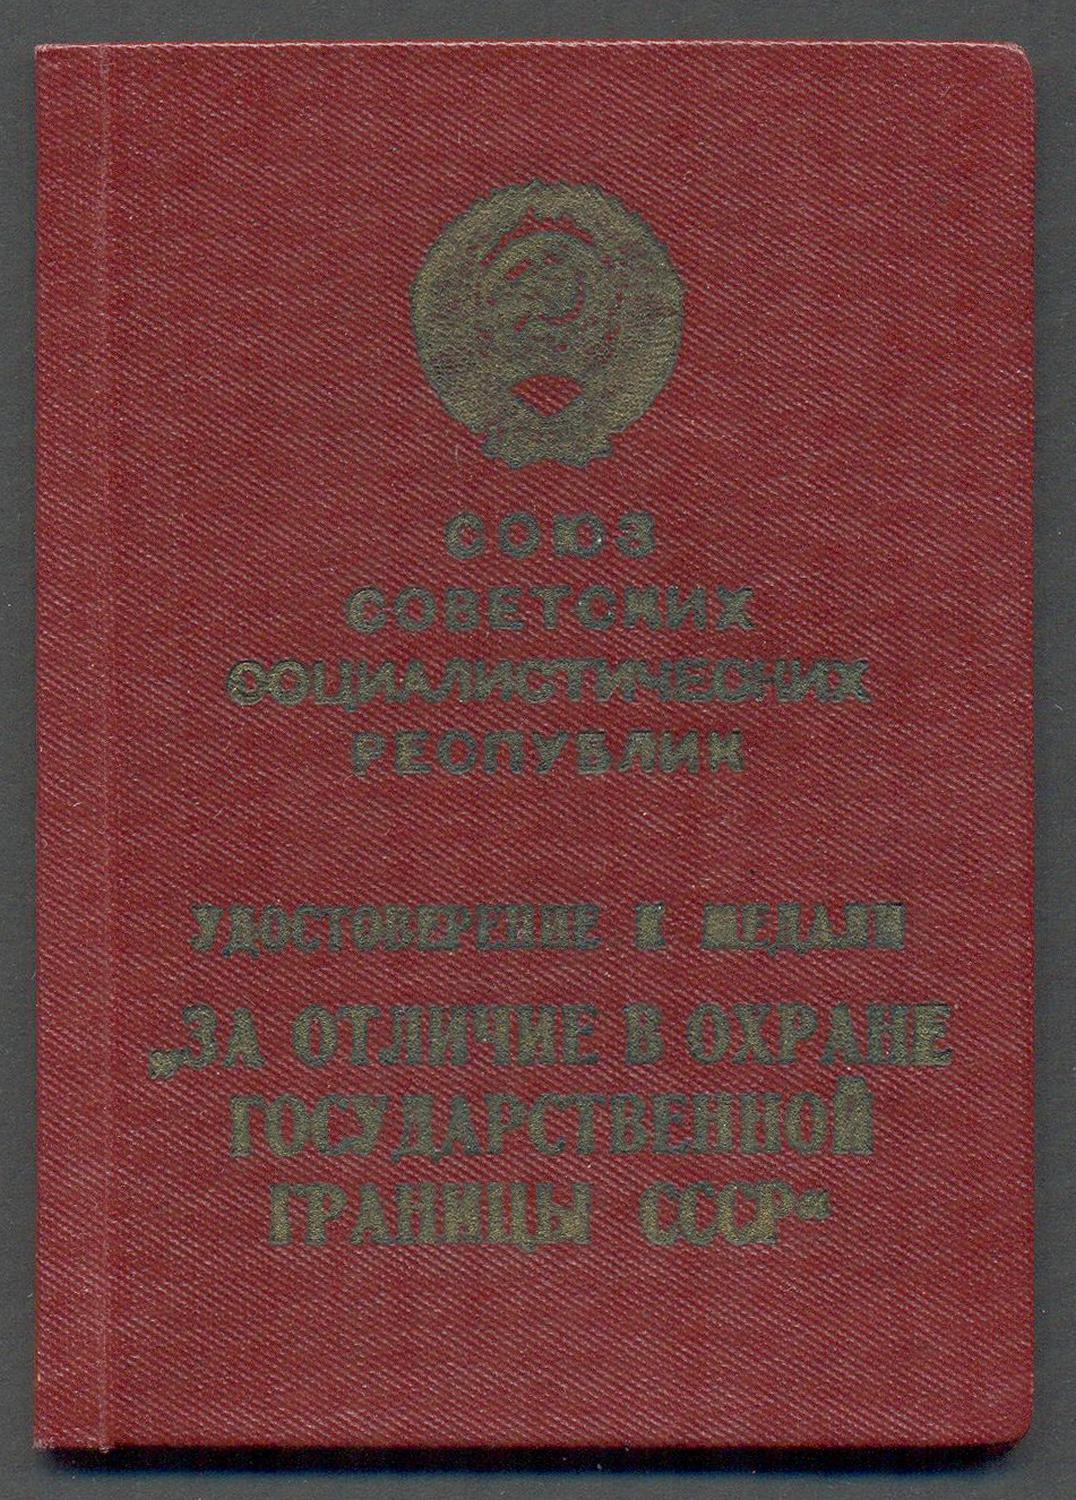 СОЮЗ
СОВЕТСКИХ
СОЦИАЛИСТИЧЕСКИХ
РЕСПУБЛИК
УДОСТОВЕРЕНИЕ К МЕДАЛИ
„ЗА ОТЛИЧИЕ В ОХРАНЕ
ГОСУДАРСТВЕННОЙ
ГРАНИЦЫ СССР“